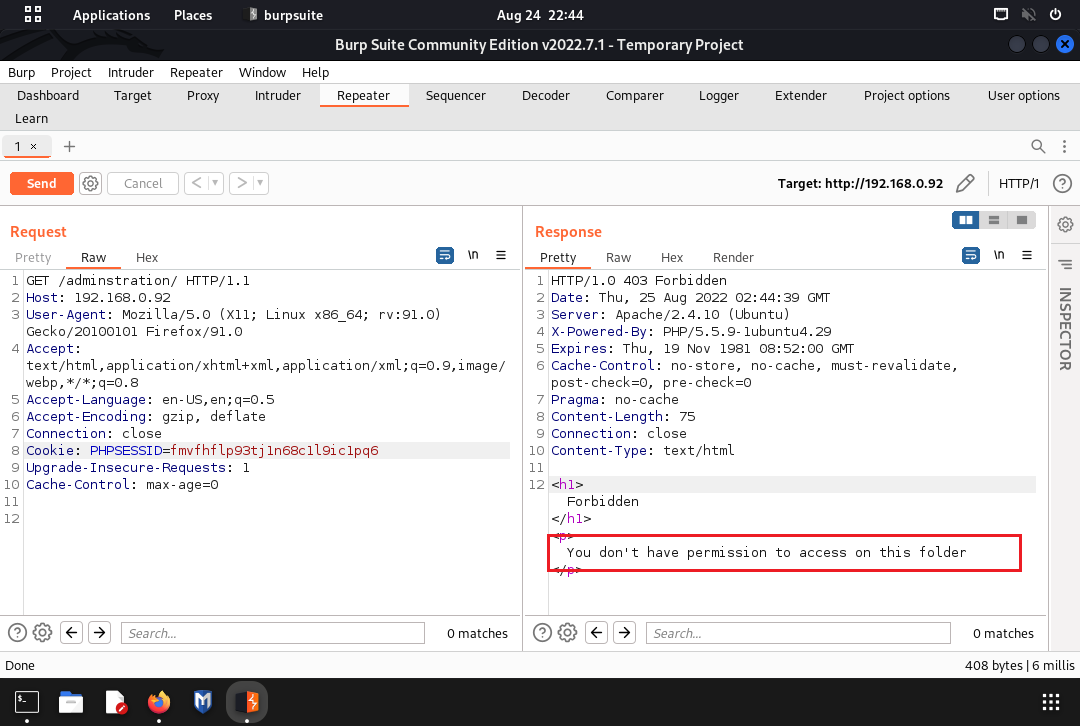 Applications Places burpsuite Aug 24 22:44
Burp Suite Community Edition v2022.7.1 - Temporary Project
Burp Project Intruder Repeater Window Help
Dashboard Target Proxy Intruder Repeater Sequencer Decoder Comparer Logger Extender Project options User options
Learn
1 × +
Send Cancel < > Target: http://192.168.0.92 HTTP/1 ?
Request
Pretty Raw Hex \n
1 GET /adminstration/ HTTP/1.1
2 Host: 192.168.0.92
3 User-Agent: Mozilla/5.0 (X11; Linux x86_64; rv:91.0)
Gecko/20100101 Firefox/91.0
4 Accept:
text/html,application/xhtml+xml,application/xml;q=0.9,image/
webp,*/*;q=0.8
5 Accept-Language: en-US,en;q=0.5
6 Accept-Encoding: gzip, deflate
7 Connection: close
8 Cookie: PHPSESSID=fmvfhflp93tj1n68c1l9ic1pq6
9 Upgrade-Insecure-Requests: 1
10 Cache-Control: max-age=0
11
12
? Search... 0 matches
Response
Pretty Raw Hex Render \n
1 HTTP/1.0 403 Forbidden
2 Date: Thu, 25 Aug 2022 02:44:39 GMT
3 Server: Apache/2.4.10 (Ubuntu)
4 X-Powered-By: PHP/5.5.9-1ubuntu4.29
5 Expires: Thu, 19 Nov 1981 08:52:00 GMT
6 Cache-Control: no-store, no-cache, must-revalidate,
post-check=0, pre-check=0
7 Pragma: no-cache
8 Content-Length: 75
9 Connection: close
10 Content-Type: text/html
11
12 <h1>
Forbidden
</h1>
<p>
You don't have permission to access on this folder
</p>
? Search... 0 matches
INSPECTOR
Done 408 bytes | 6 millis